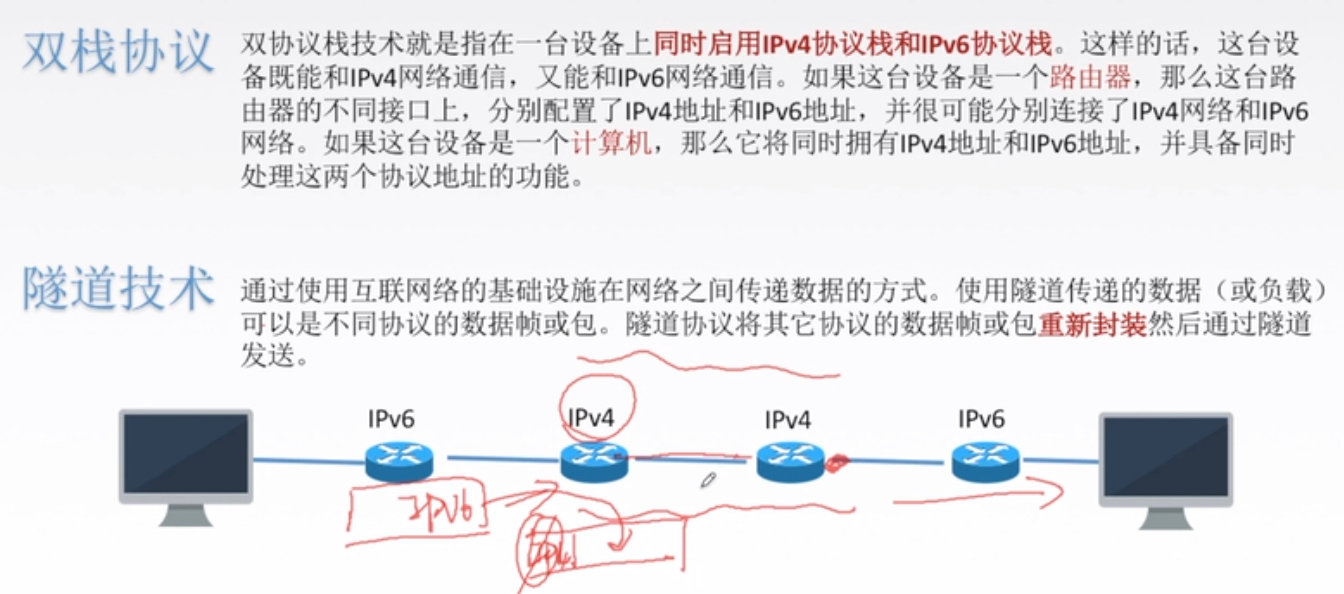 双栈协议
双协议栈技术就是指在一台设备上同时启用IPv4协议栈和IPv6协议栈。这样的话，这台设
备既能和IPv4网络通信，又能和IPv6网络通信。如果这台设备是一个路由器，那么这台路
由器的不同接口上，分别配置了IPv4地址和IPv6地址，并很可能分别连接了IPv4网络和IPv6
网络。如果这台设备是一个计算机，那么它将同时拥有IPv4地址和IPv6地址，并具备同时
处理这两个协议地址的功能。
隧道技术
通过使用互联网络的基础设施在网络之间传递数据的方式。使用隧道传递的数据（或负载）
可以是不同协议的数据帧或包。隧道协议将其它协议的数据帧或包重新封装然后通过隧道
发送。
IPv6 IPv4 IPv4 IPv6
IPV6